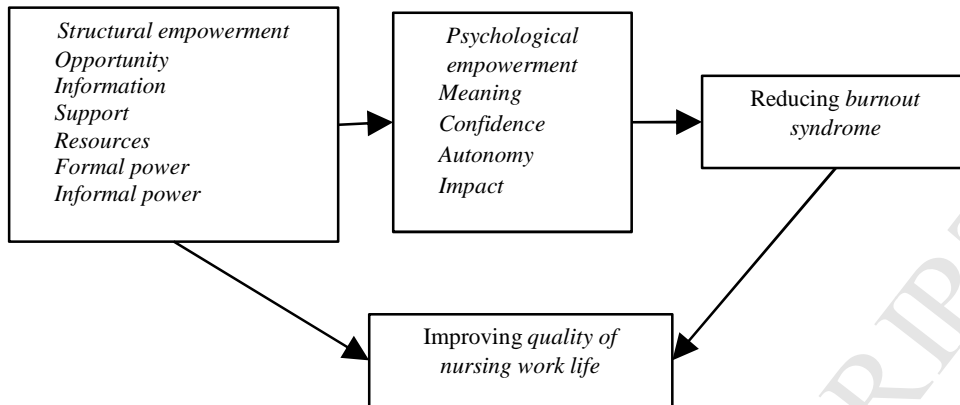 Structural empowerment
Opportunity
Information
Support
Resources
Formal power
Informal power
Psychological
empowerment
Meaning
Confidence
Autonomy
Impact
Reducing burnout
syndrome
Improving quality of
nursing work life